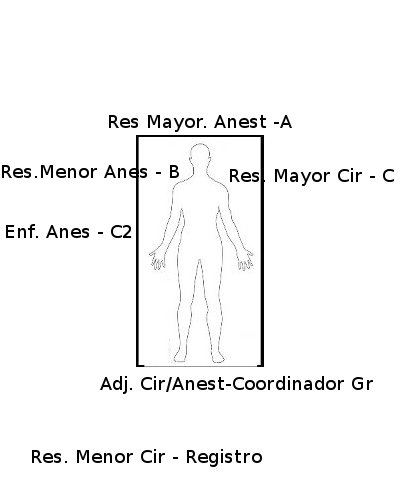 Res Mayor. Anest -A
Res.Menor Anes - B
Res. Mayor Cir - C
Enf. Anes - C2
Adj. Cir/Anest-Coordinador Gr
Res. Menor Cir - Registro